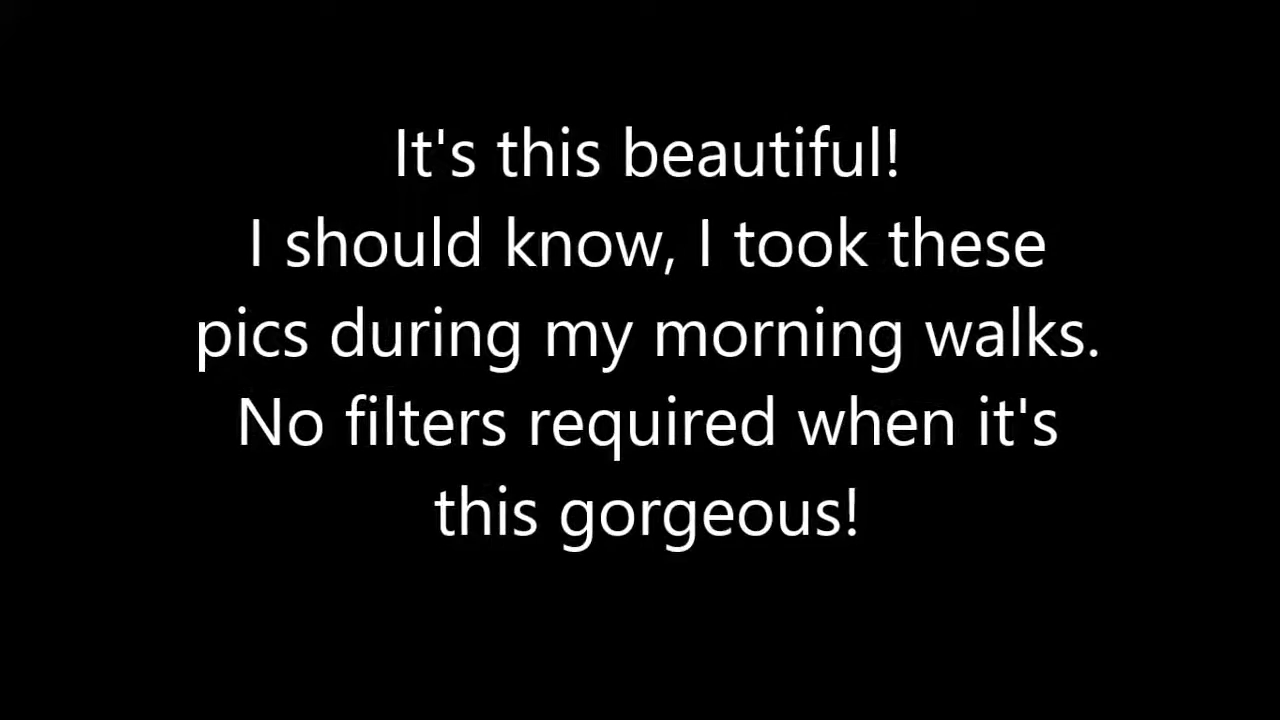 It's this beautiful!
I should know, I took these
pics during my morning walks.
No filters required when it's
this gorgeous!